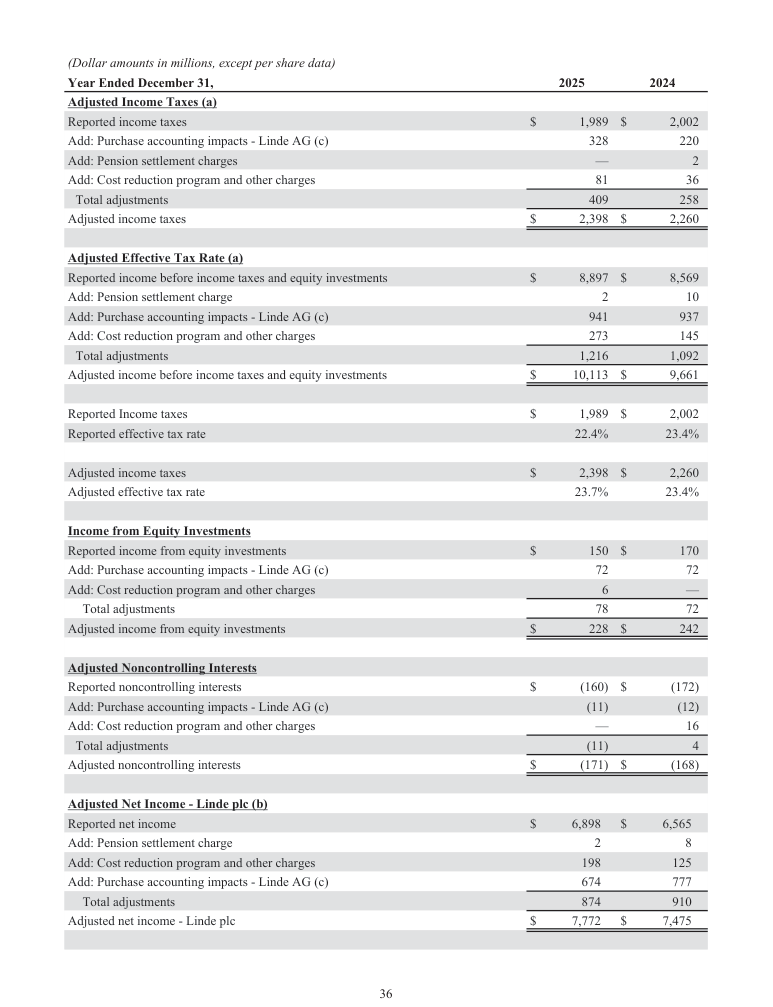 (Dollar amounts in millions, except per share data)
Year Ended December 31, 2025 2024
Adjusted Income Taxes (a)
Reported income taxes $ 1,989 $ 2,002
Add: Purchase accounting impacts - Linde AG (c) 328 220
Add: Pension settlement charges — 2
Add: Cost reduction program and other charges 81 36
Total adjustments 409 258
Adjusted income taxes $ 2,398 $ 2,260
Adjusted Effective Tax Rate (a)
Reported income before income taxes and equity investments $ 8,897 $ 8,569
Add: Pension settlement charge 2 10
Add: Purchase accounting impacts - Linde AG (c) 941 937
Add: Cost reduction program and other charges 273 145
Total adjustments 1,216 1,092
Adjusted income before income taxes and equity investments $ 10,113 $ 9,661
Reported Income taxes $ 1,989 $ 2,002
Reported effective tax rate 22.4% 23.4%
Adjusted income taxes $ 2,398 $ 2,260
Adjusted effective tax rate 23.7% 23.4%
Income from Equity Investments
Reported income from equity investments $ 150 $ 170
Add: Purchase accounting impacts - Linde AG (c) 72 72
Add: Cost reduction program and other charges 6 —
Total adjustments 78 72
Adjusted income from equity investments $ 228 $ 242
Adjusted Noncontrolling Interests
Reported noncontrolling interests $ (160) $ (172)
Add: Purchase accounting impacts - Linde AG (c) (11) (12)
Add: Cost reduction program and other charges — 16
Total adjustments (11) 4
Adjusted noncontrolling interests $ (171) $ (168)
Adjusted Net Income - Linde plc (b)
Reported net income $ 6,898 $ 6,565
Add: Pension settlement charge 2 8
Add: Cost reduction program and other charges 198 125
Add: Purchase accounting impacts - Linde AG (c) 674 777
Total adjustments 874 910
Adjusted net income - Linde plc $ 7,772 $ 7,475
36